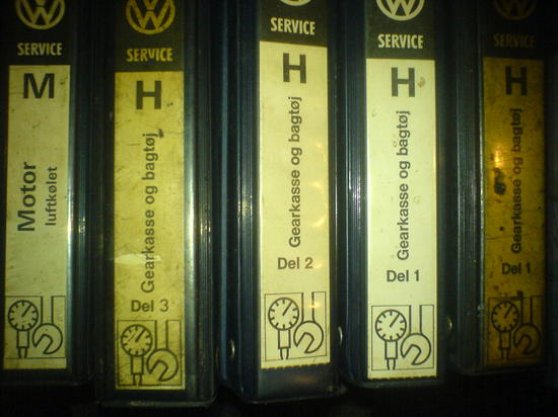 SERVICE
M
Motor
luftkølet
SERVICE
H
Gearkasse og bagtøj
Del 3
SERVICE
H
Gearkasse og bagtøj
Del 2
SERVICE
H
Gearkasse og bagtøj
Del 1
SERVICE
H
Gearkasse og bagtøj
Del 1